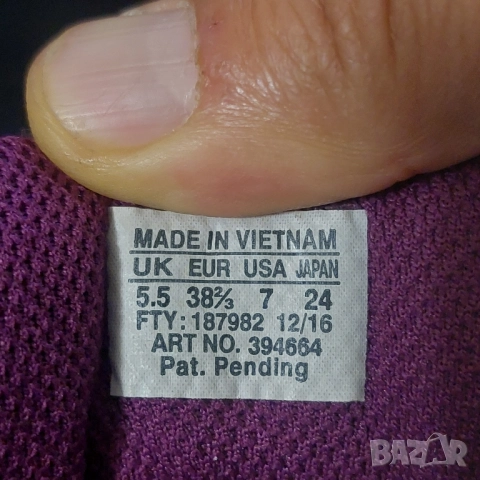 MADE IN VIETNAM
UK EUR USA JAPAN
5.5 38⅔ 7 24
FTY: 187982 12/16
ART NO. 394664
Pat. Pending
BAZAR